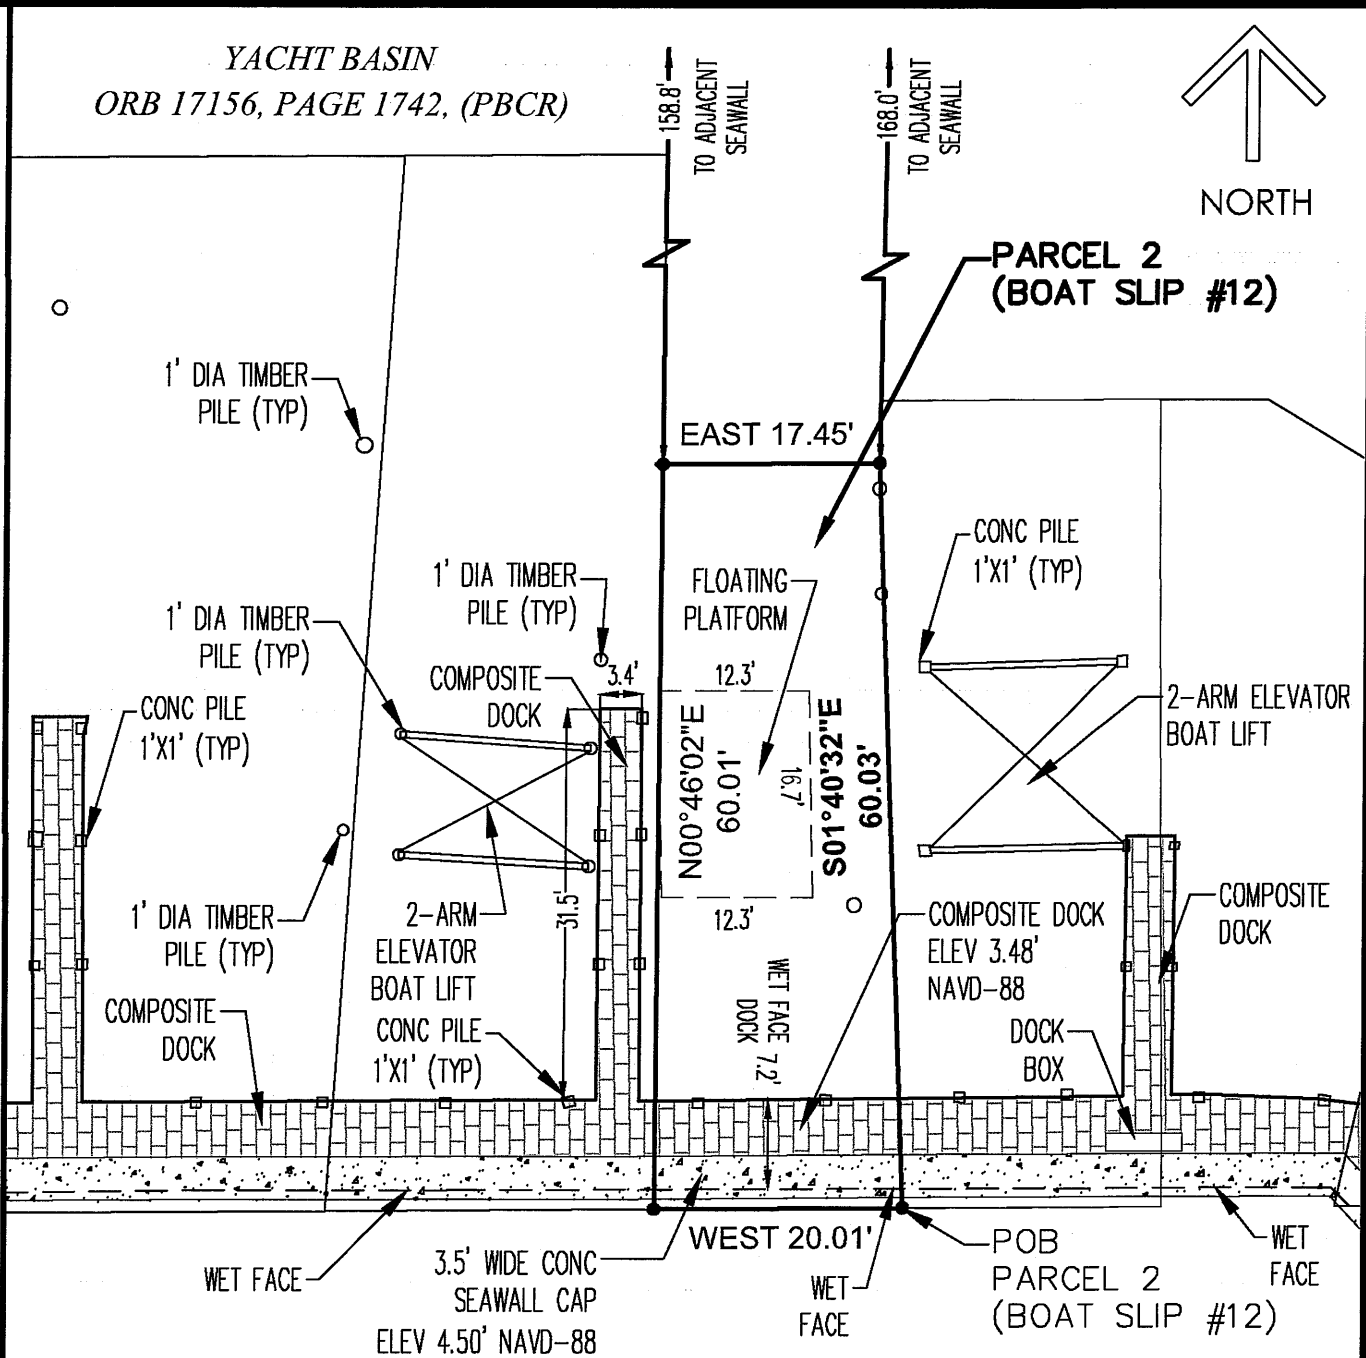 YACHT BASIN
ORB 17156, PAGE 1742, (PBCR)
158.8'
TO ADJACENT
SEAWALL
168.0'
TO ADJACENT
SEAWALL
NORTH
PARCEL 2
(BOAT SLIP #12)
1' DIA TIMBER
PILE (TYP)
EAST 17.45'
CONC PILE
1'X1' (TYP)
1' DIA TIMBER
PILE (TYP)
FLOATING
PLATFORM
1' DIA TIMBER
PILE (TYP)
COMPOSITE
DOCK
3.4'
12.3'
2-ARM ELEVATOR
BOAT LIFT
CONC PILE
1'X1' (TYP)
N00°46'02"E
60.01'
16.7'
S01°40'32"E
60.03'
31.5'
12.3'
1' DIA TIMBER
PILE (TYP)
2-ARM
ELEVATOR
BOAT LIFT
COMPOSITE DOCK
ELEV 3.48'
NAVD-88
COMPOSITE
DOCK
WET FACE 7.2'
DOCK
COMPOSITE
DOCK
CONC PILE
1'X1' (TYP)
DOCK
BOX
WEST 20.01'
WET FACE
3.5' WIDE CONC
SEAWALL CAP
ELEV 4.50' NAVD-88
WET
FACE
POB
PARCEL 2
(BOAT SLIP #12)
WET
FACE